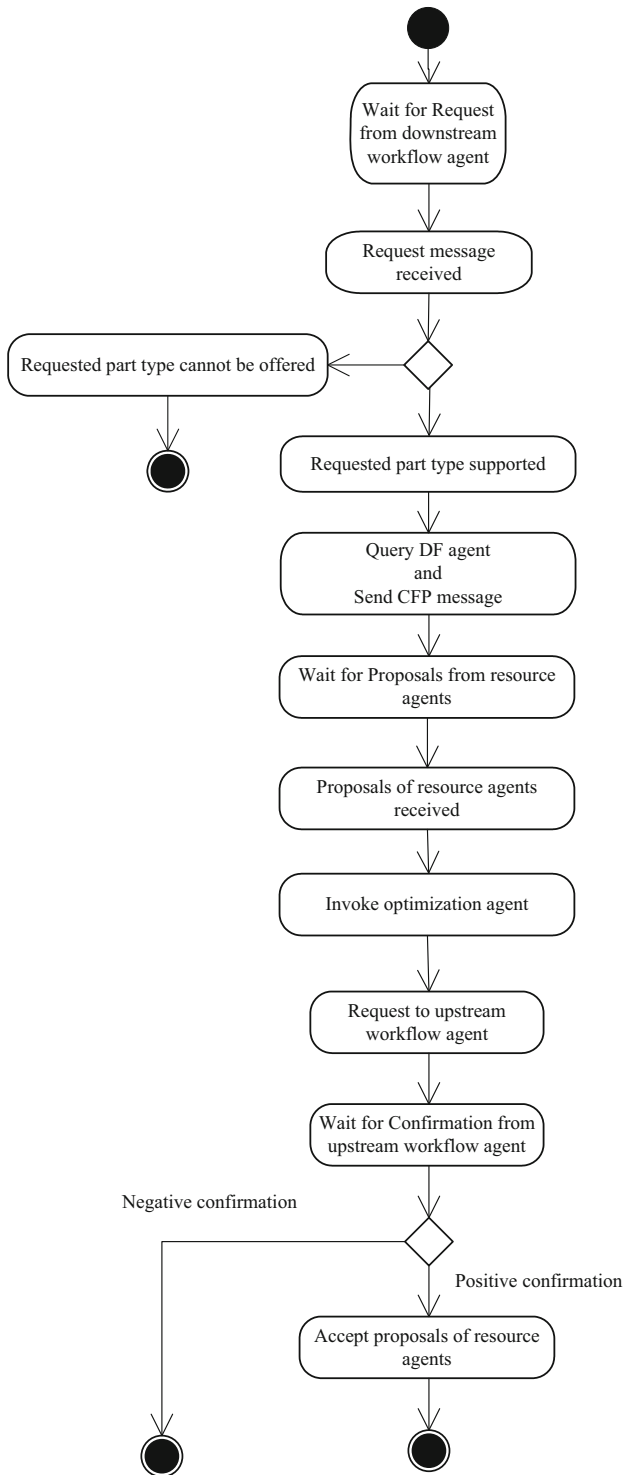 Wait for Request
from downstream
workflow agent
Request message
received
Requested part type cannot be offered
Requested part type supported
Query DF agent
and
Send CFP message
Wait for Proposals from resource
agents
Proposals of resource agents
received
Invoke optimization agent
Request to upstream
workflow agent
Wait for Confirmation from
upstream workflow agent
Negative confirmation
Positive confirmation
Accept proposals of resource
agents